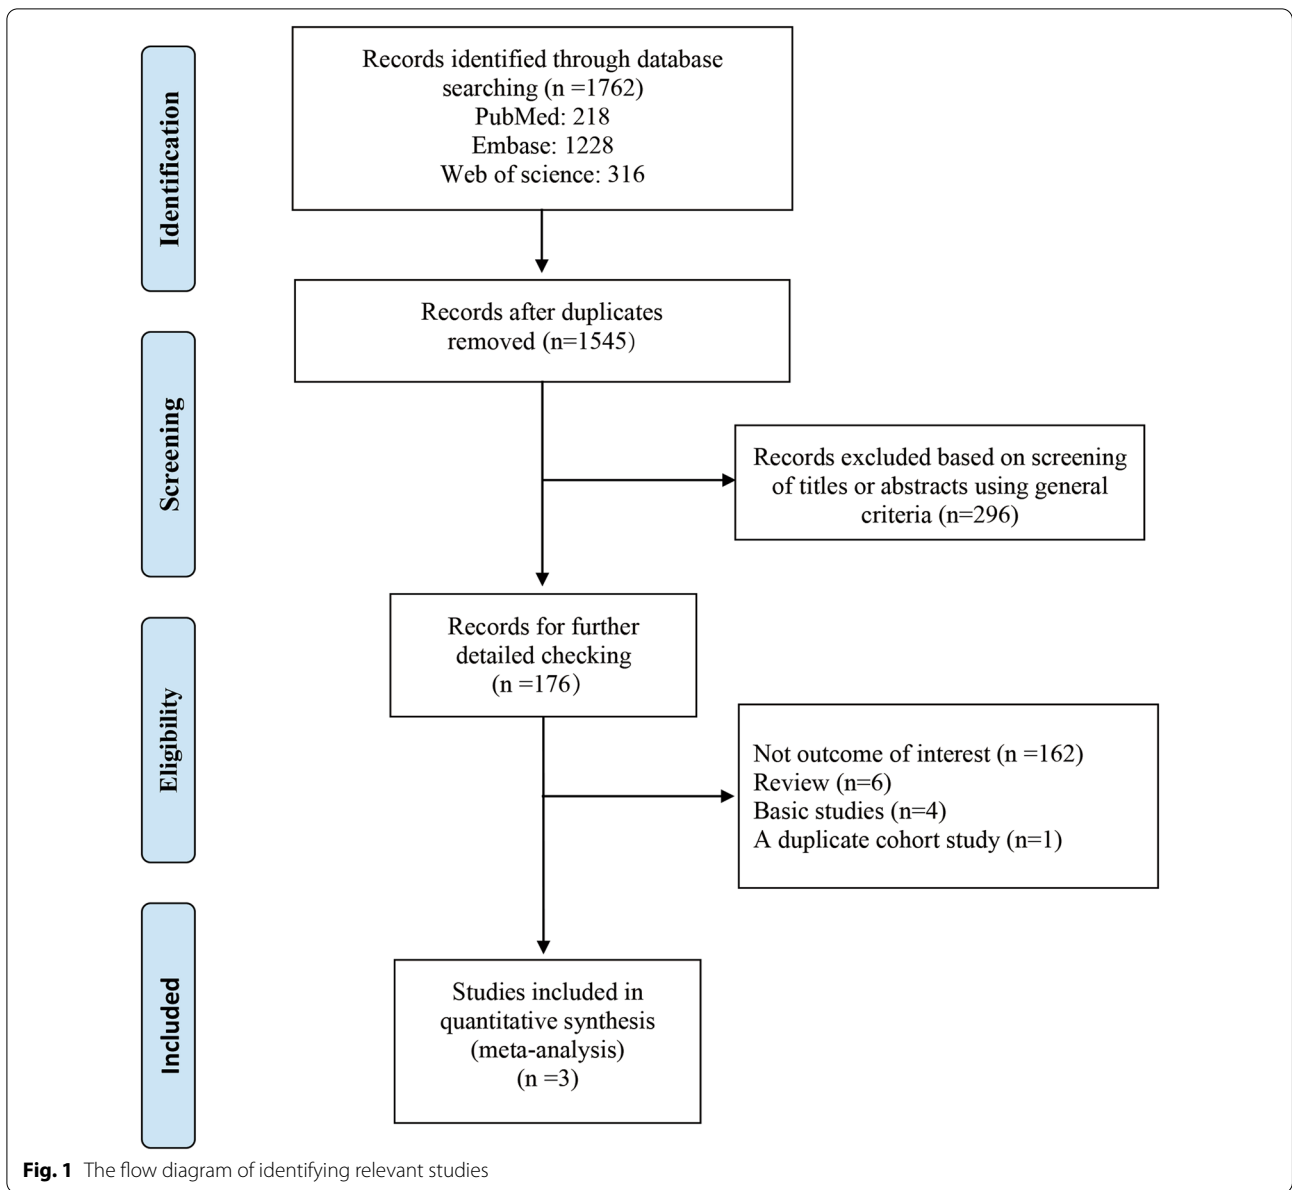 Identification
Records identified through database
searching (n =1762)
PubMed: 218
Embase: 1228
Web of science: 316
Records after duplicates
removed (n=1545)
Screening
Records excluded based on screening
of titles or abstracts using general
criteria (n=296)
Records for further
detailed checking
(n =176)
Eligibility
Not outcome of interest (n =162)
Review (n=6)
Basic studies (n=4)
A duplicate cohort study (n=1)
Included
Studies included in
quantitative synthesis
(meta-analysis)
(n =3)
Fig. 1 The flow diagram of identifying relevant studies